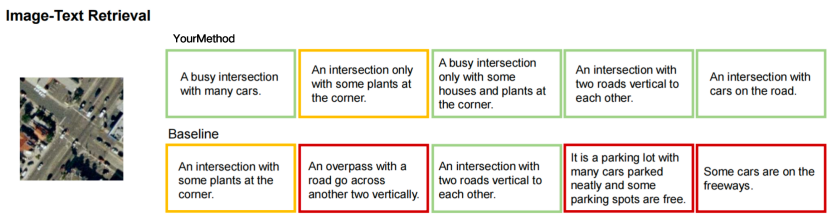 Image-Text Retrieval
YourMethod
A busy intersection
with many cars.
An intersection only
with some plants at
the corner.
A busy intersection
only with some
houses and plants at
the corner.
An intersection with
two roads vertical to
each other.
An intersection with
cars on the road.
Baseline
An intersection with
some plants at the
corner.
An overpass with a
road go across
another two vertically.
An intersection with
two roads vertical to
each other.
It is a parking lot with
many cars parked
neatly and some
parking spots are free.
Some cars are on the
freeways.